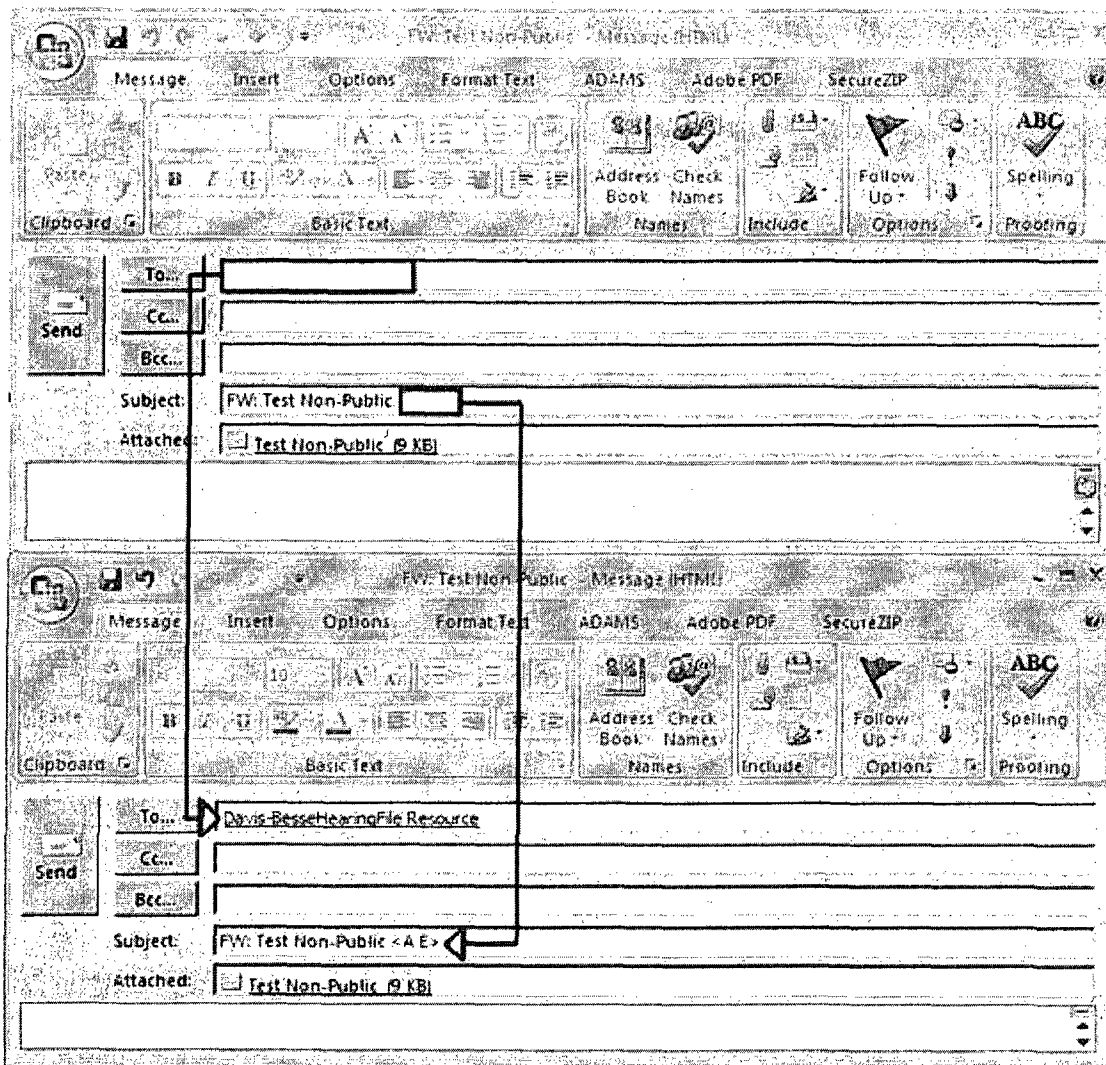 FW: Test Non-Public - Message (HTML)
Message Insert Options Format Text ADAMS Adobe PDF SecureZIP
Paste
A A
B I U A
Address Book Check Names
Follow Up
ABC
Spelling
Clipboard Basic Text Names Include Options Proofing
To...
Send
Cc...
Bcc...
Subject: FW: Test Non-Public
Attached: Test Non-Public (9 KB)
FW: Test Non-Public - Message (HTML)
Message Insert Options Format Text ADAMS Adobe PDF SecureZIP
Paste
10 A A
B I U A
Address Book Check Names
Follow Up
ABC
Spelling
Clipboard Basic Text Names Include Options Proofing
To... Davis-BesseHearingFile Resource
Send
Cc...
Bcc...
Subject: FW: Test Non-Public <A E>
Attached: Test Non-Public (9 KB)